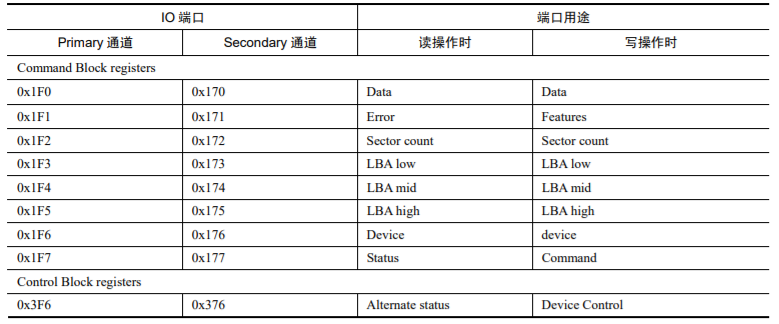 IO 端口 端口用途
Primary 通道 Secondary 通道 读操作时 写操作时
Command Block registers
0x1F0 0x170 Data Data
0x1F1 0x171 Error Features
0x1F2 0x172 Sector count Sector count
0x1F3 0x173 LBA low LBA low
0x1F4 0x174 LBA mid LBA mid
0x1F5 0x175 LBA high LBA high
0x1F6 0x176 Device device
0x1F7 0x177 Status Command
Control Block registers
0x3F6 0x376 Alternate status Device Control